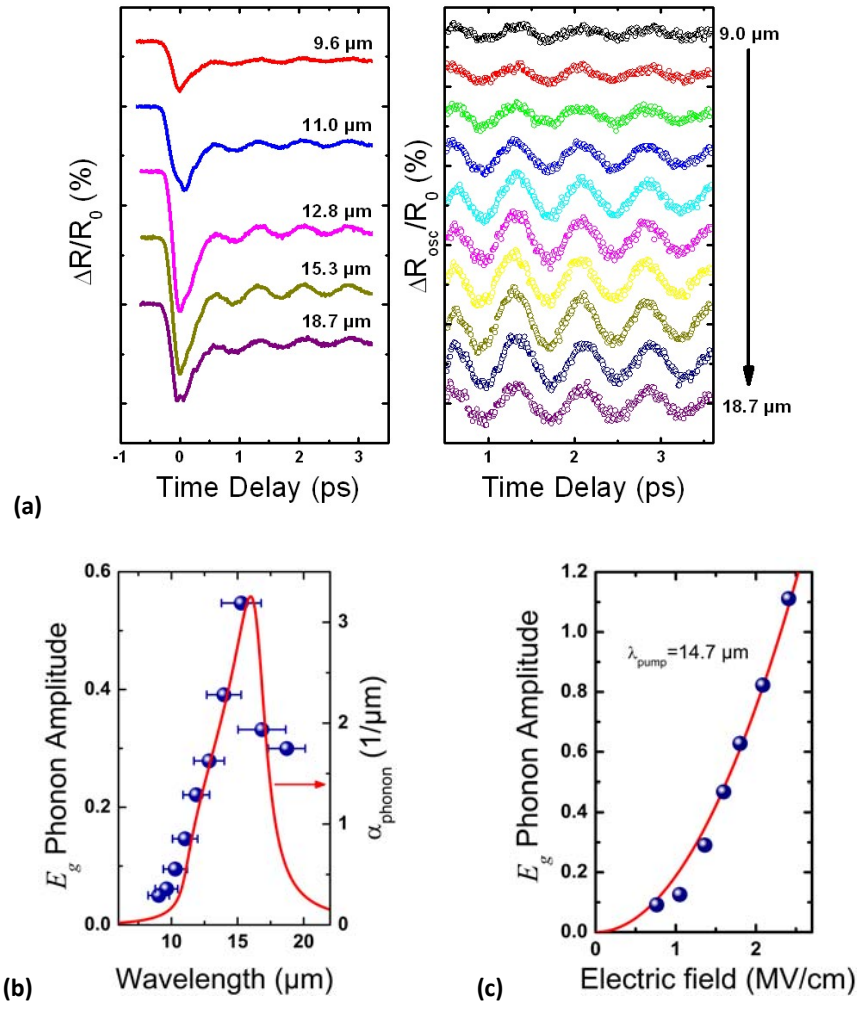 9.6 μm
11.0 μm
12.8 μm
15.3 μm
18.7 μm
ΔR/R0 (%)
-1 0 1 2 3
Time Delay (ps)
9.0 μm
18.7 μm
ΔRosc/R0 (%)
1 2 3
Time Delay (ps)
(a)
0.6
0.4
0.2
0.0
Eg Phonon Amplitude
3
2
1
0
αphonon (1/μm)
10 15 20
Wavelength (μm)
(b)
1.2
1.0
0.8
0.6
0.4
0.2
0.0
Eg Phonon Amplitude
λpump=14.7 μm
0 1 2
Electric field (MV/cm)
(c)